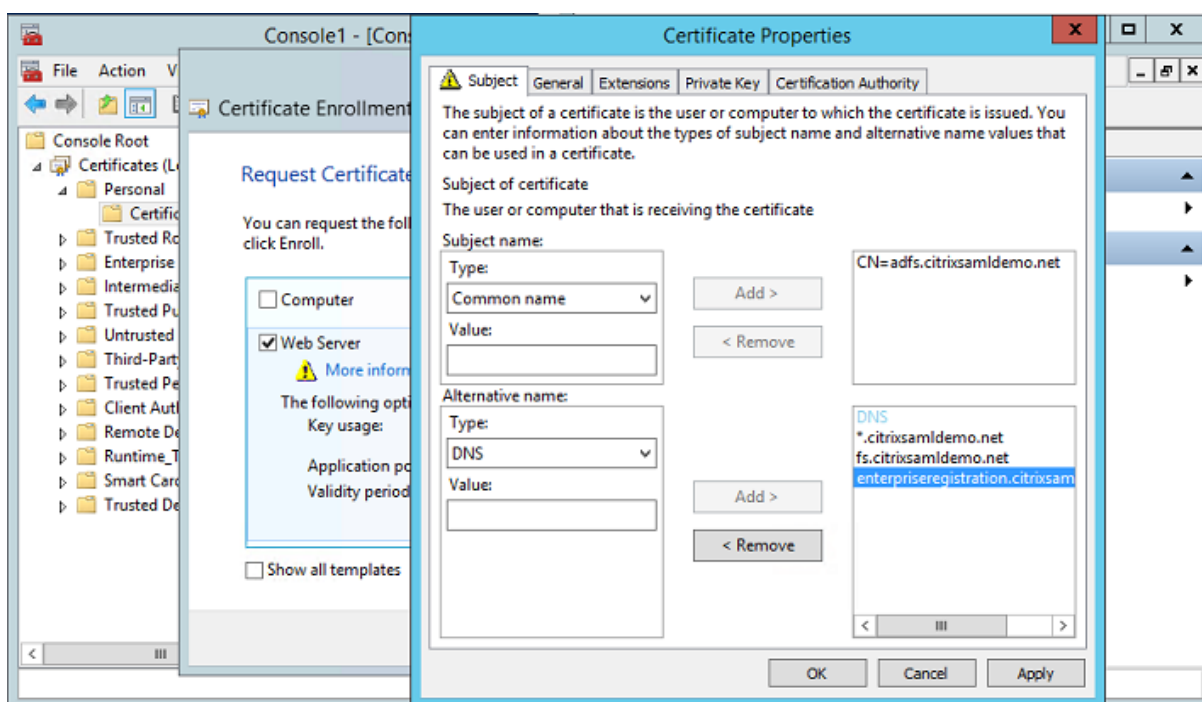 Console1 - [Con
File Action V
Console Root
Certificates (L
Personal
Certific
Trusted Ro
Enterprise
Intermedia
Trusted Pu
Untrusted
Third-Part
Trusted Pe
Client Autl
Remote De
Runtime_T
Smart Card
Trusted De
Certificate Enrollment
Request Certificate
You can request the foll
click Enroll.
Computer
Web Server
More inforn
The following opti
Key usage:
Application po
Validity period
Show all templates
Certificate Properties
Subject General Extensions Private Key Certification Authority
The subject of a certificate is the user or computer to which the certificate is issued. You
can enter information about the types of subject name and alternative name values that
can be used in a certificate.
Subject of certificate
The user or computer that is receiving the certificate
Subject name:
Type:
Common name
Value:
Add >
< Remove
CN=adfs.citrixsamldemo.net
Alternative name:
Type:
DNS
Value:
Add >
< Remove
DNS
*.citrixsamldemo.net
fs.citrixsamldemo.net
enterpriseregistration.citrixsam
OK Cancel Apply